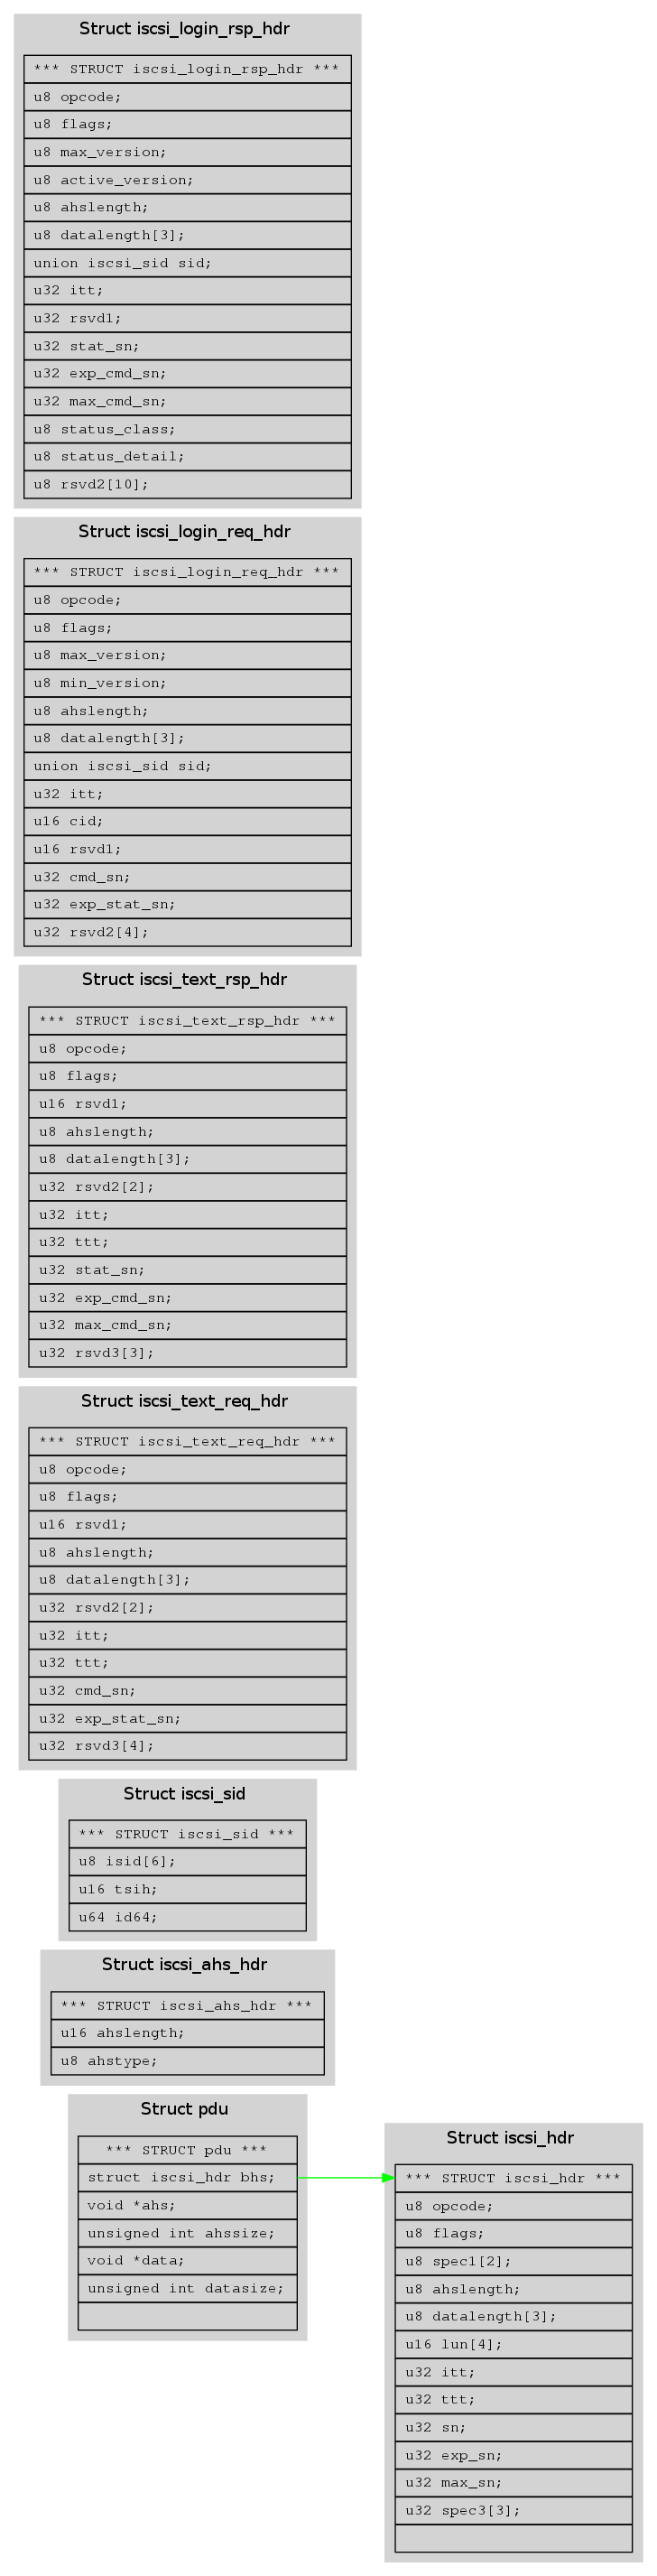 Struct iscsi_login_rsp_hdr
*** STRUCT iscsi_login_rsp_hdr ***
u8 opcode;
u8 flags;
u8 max_version;
u8 active_version;
u8 ahslength;
u8 datalength[3];
union iscsi_sid sid;
u32 itt;
u32 rsvd1;
u32 stat_sn;
u32 exp_cmd_sn;
u32 max_cmd_sn;
u8 status_class;
u8 status_detail;
u8 rsvd2[10];
Struct iscsi_login_req_hdr
*** STRUCT iscsi_login_req_hdr ***
u8 opcode;
u8 flags;
u8 max_version;
u8 min_version;
u8 ahslength;
u8 datalength[3];
union iscsi_sid sid;
u32 itt;
u16 cid;
u16 rsvd1;
u32 cmd_sn;
u32 exp_stat_sn;
u32 rsvd2[4];
Struct iscsi_text_rsp_hdr
*** STRUCT iscsi_text_rsp_hdr ***
u8 opcode;
u8 flags;
u16 rsvd1;
u8 ahslength;
u8 datalength[3];
u32 rsvd2[2];
u32 itt;
u32 ttt;
u32 stat_sn;
u32 exp_cmd_sn;
u32 max_cmd_sn;
u32 rsvd3[3];
Struct iscsi_text_req_hdr
*** STRUCT iscsi_text_req_hdr ***
u8 opcode;
u8 flags;
u16 rsvd1;
u8 ahslength;
u8 datalength[3];
u32 rsvd2[2];
u32 itt;
u32 ttt;
u32 cmd_sn;
u32 exp_stat_sn;
u32 rsvd3[4];
Struct iscsi_sid
*** STRUCT iscsi_sid ***
u8 isid[6];
u16 tsih;
u64 id64;
Struct iscsi_ahs_hdr
*** STRUCT iscsi_ahs_hdr ***
u16 ahslength;
u8 ahstype;
Struct pdu
*** STRUCT pdu ***
struct iscsi_hdr bhs;
void *ahs;
unsigned int ahssize;
void *data;
unsigned int datasize;
Struct iscsi_hdr
*** STRUCT iscsi_hdr ***
u8 opcode;
u8 flags;
u8 spec1[2];
u8 ahslength;
u8 datalength[3];
u16 lun[4];
u32 itt;
u32 ttt;
u32 sn;
u32 exp_sn;
u32 max_sn;
u32 spec3[3];